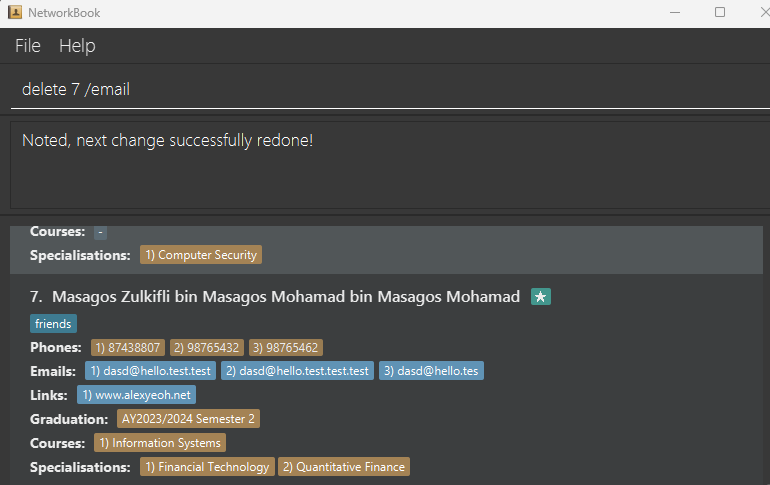 NetworkBook
File Help
delete 7 /email
Noted, next change successfully redone!
Courses: -
Specialisations: 1) Computer Security
7. Masagos Zulkifli bin Masagos Mohamad bin Masagos Mohamad
friends
Phones: 1) 87438807 2) 98765432 3) 98765462
Emails: 1) dasd@hello.test.test 2) dasd@hello.test.test.test 3) dasd@hello.tes
Links: 1) www.alexyeoh.net
Graduation: AY2023/2024 Semester 2
Courses: 1) Information Systems
Specialisations: 1) Financial Technology 2) Quantitative Finance